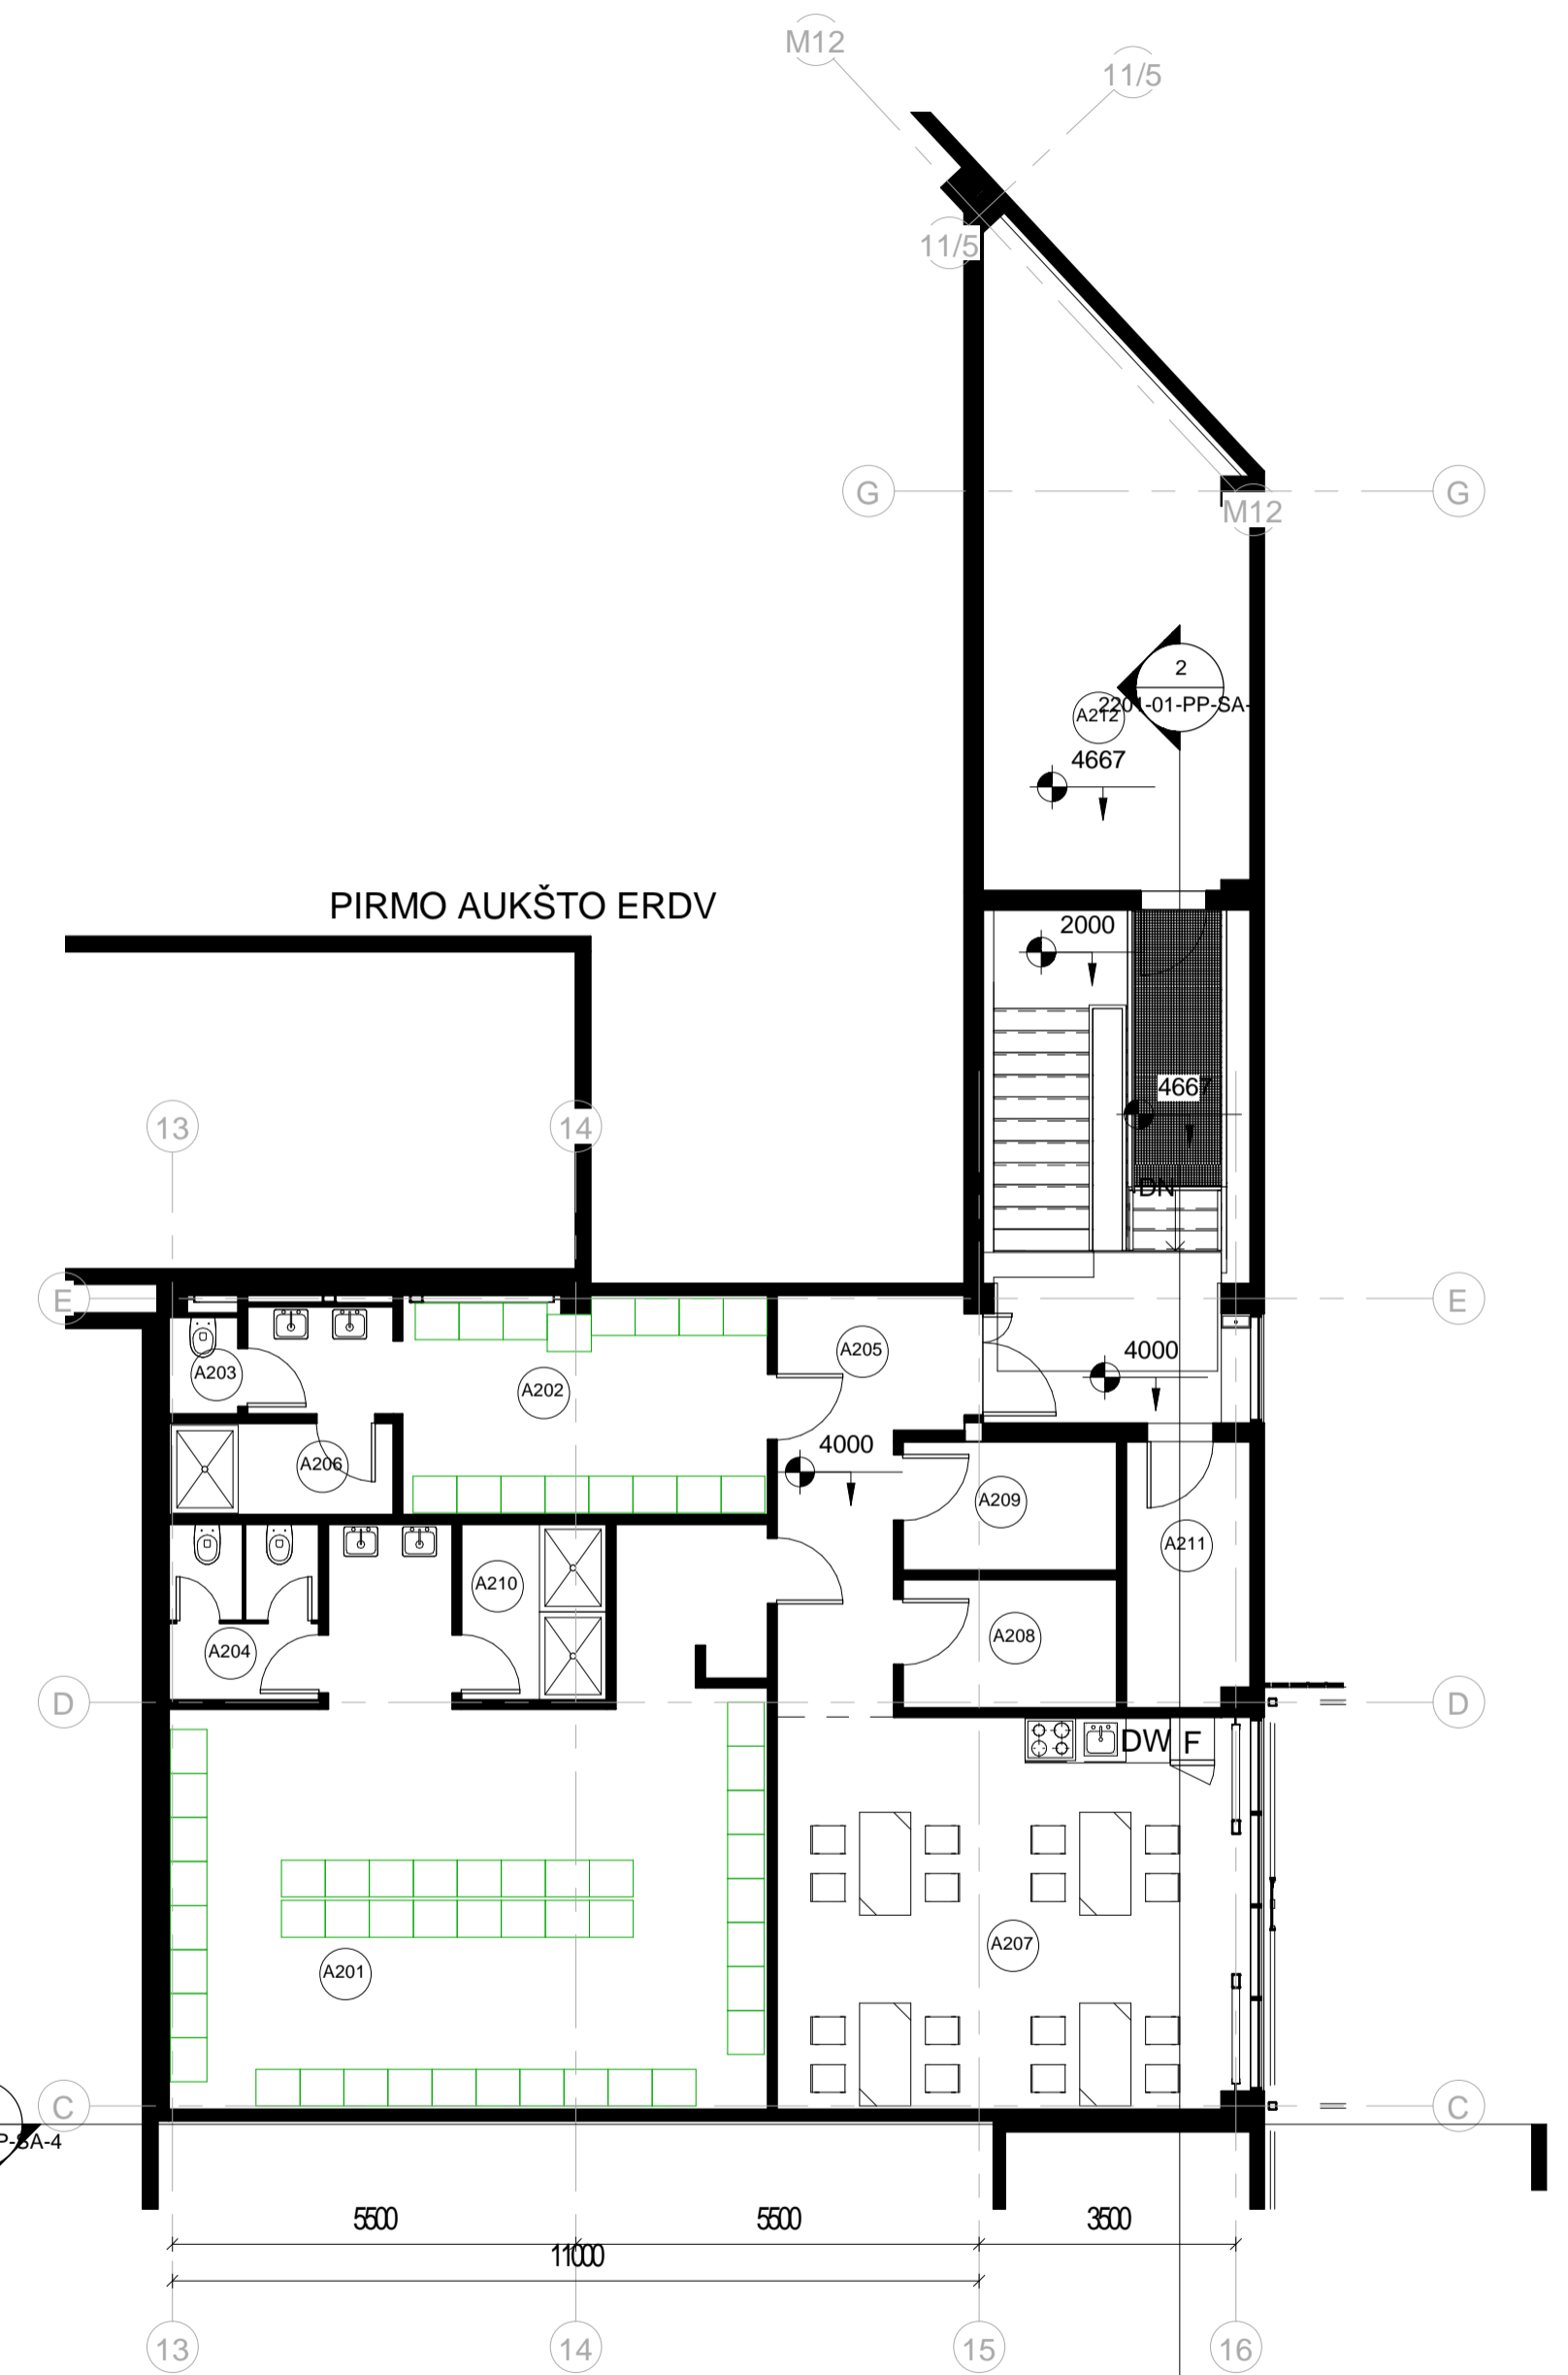 M12
11/5
11/5
G
G
M12
2
2201-01-PP-SA-
A212
4667
PIRMO AUKŠTO ERDV
2000
4667
13
14
DN
E
E
A205
4000
A203
A202
4000
A206
A209
A211
A210
A208
A204
D
D
DW
F
A207
A201
C
C
P-SA-4
5500
5500
3500
11000
13
14
15
16